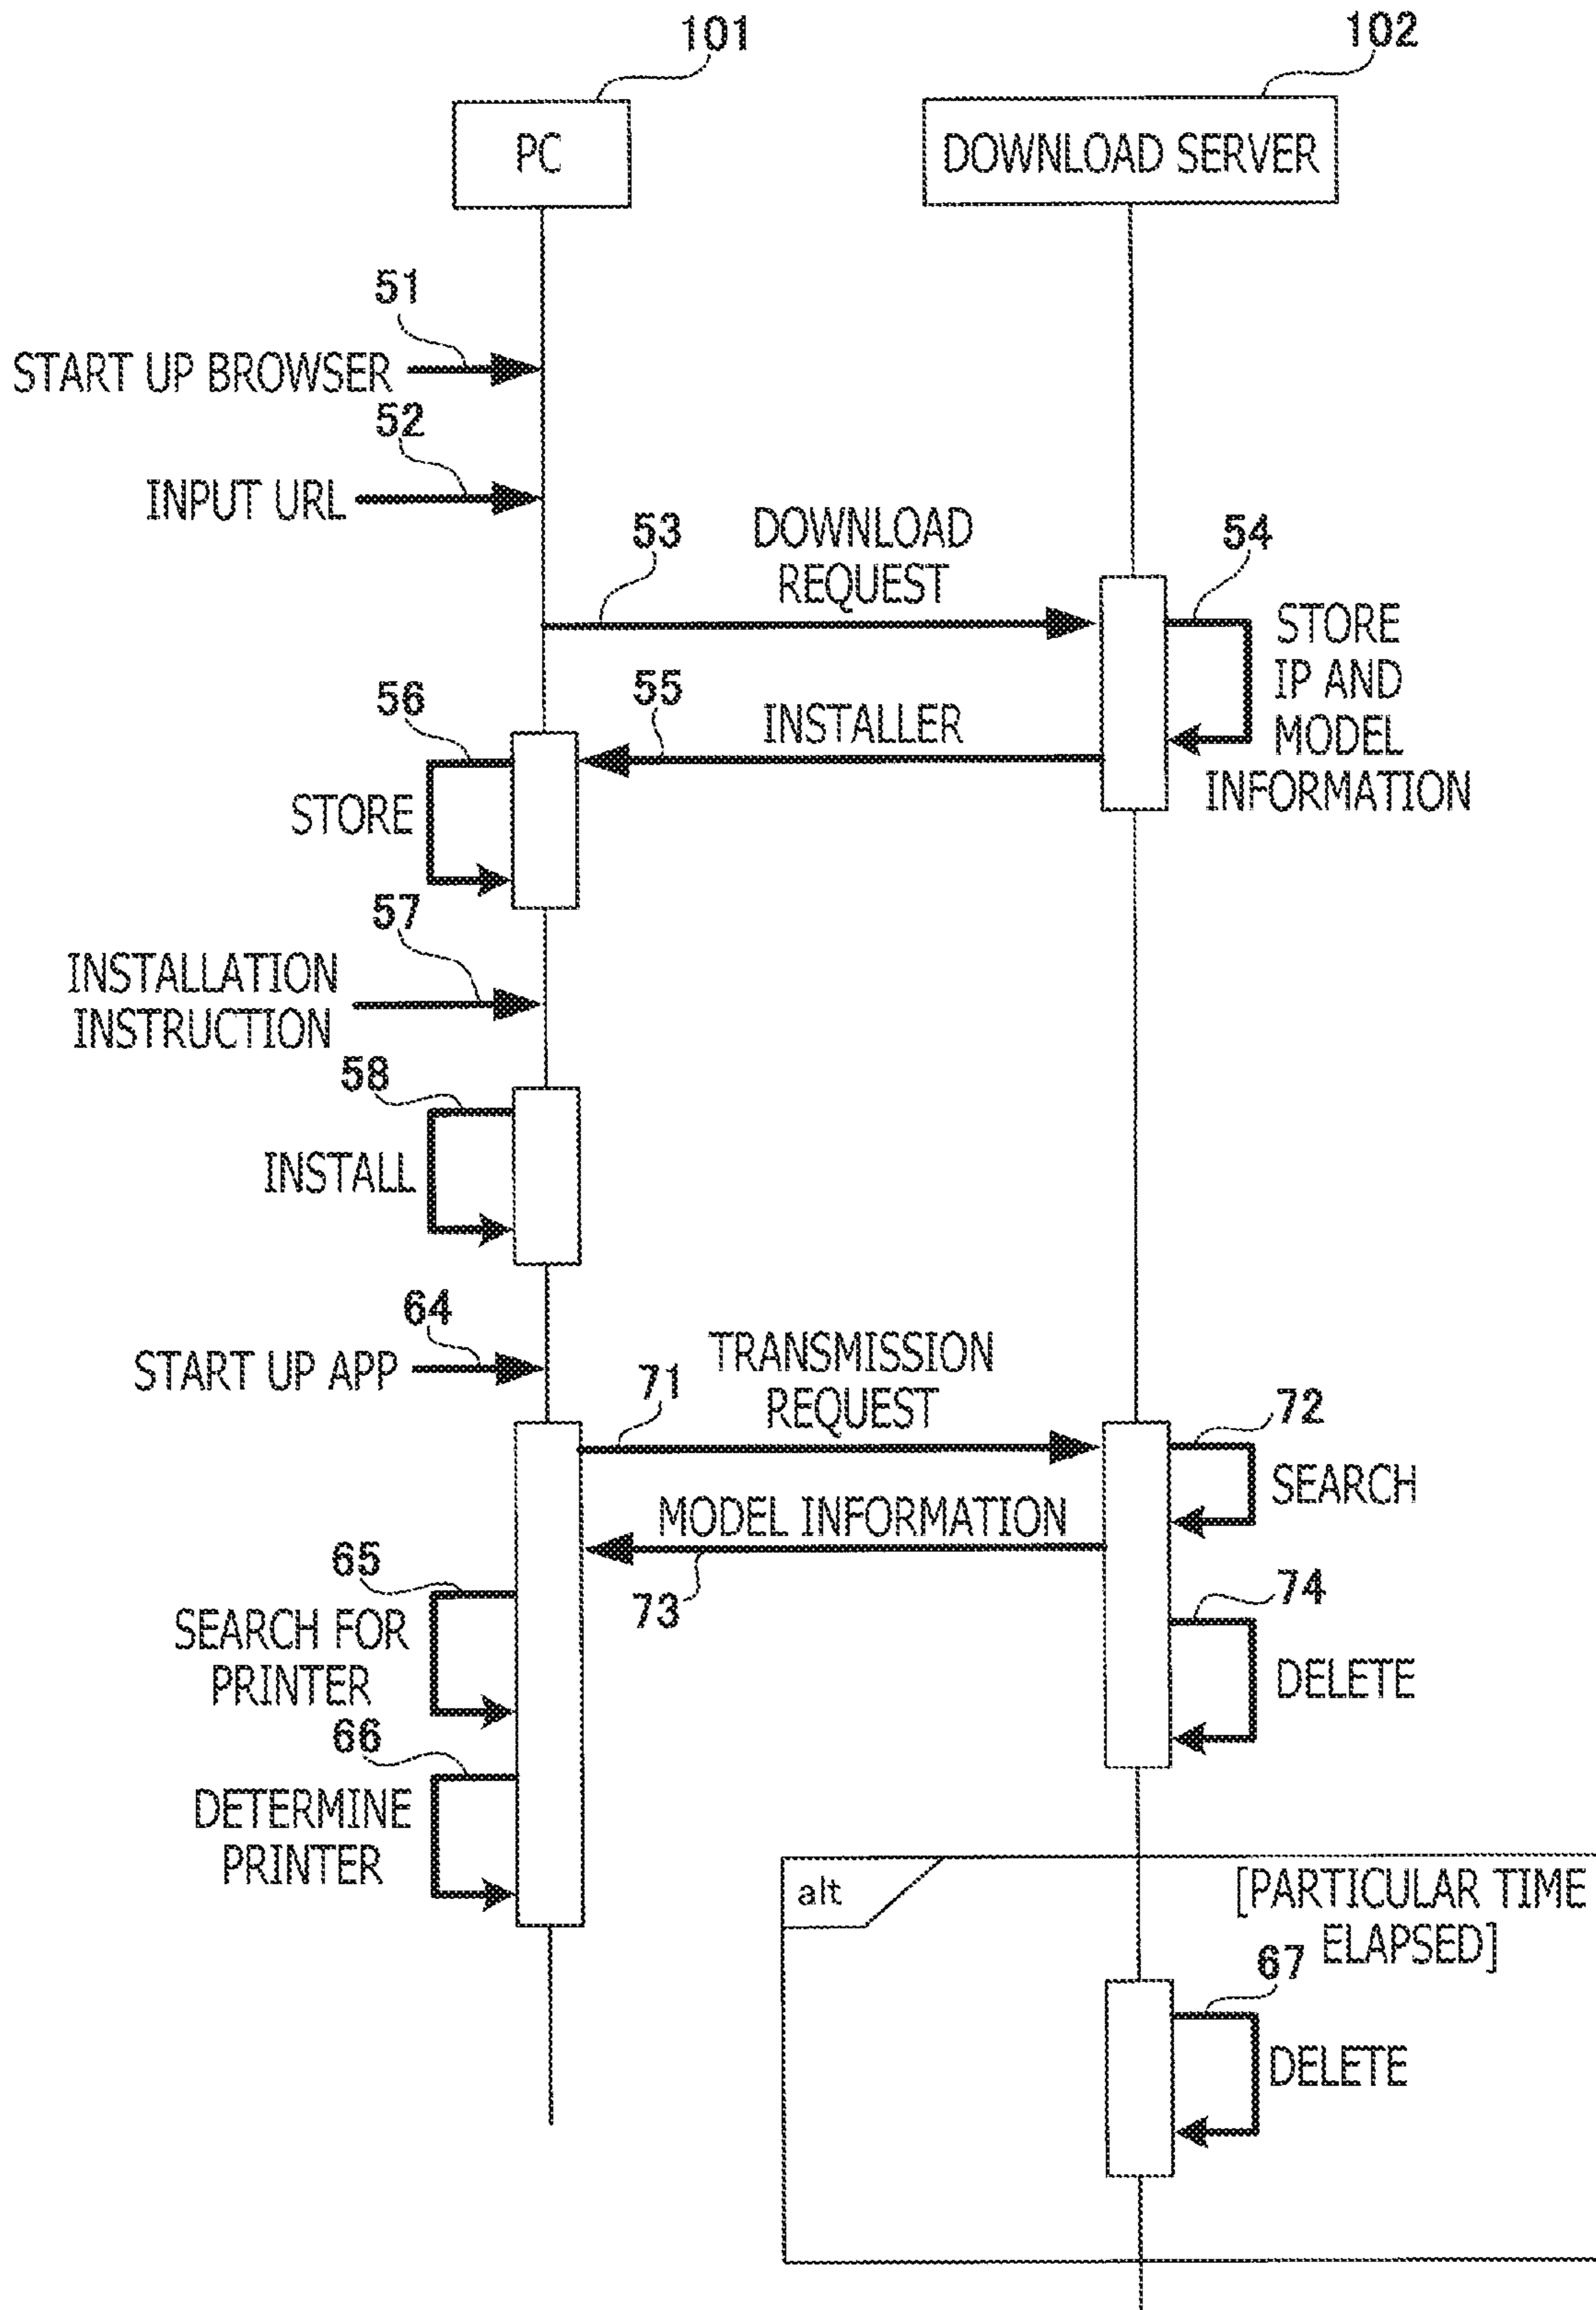 101
102
PC
DOWNLOAD SERVER
51
START UP BROWSER
52
INPUT URL
53
DOWNLOAD
REQUEST
54
STORE
IP AND
MODEL
INFORMATION
55
INSTALLER
56
STORE
57
INSTALLATION
INSTRUCTION
58
INSTALL
64
START UP APP
71
TRANSMISSION
REQUEST
72
SEARCH
MODEL INFORMATION
73
65
SEARCH FOR
PRINTER
74
DELETE
66
DETERMINE
PRINTER
alt
[PARTICULAR TIME
ELAPSED]
67
DELETE